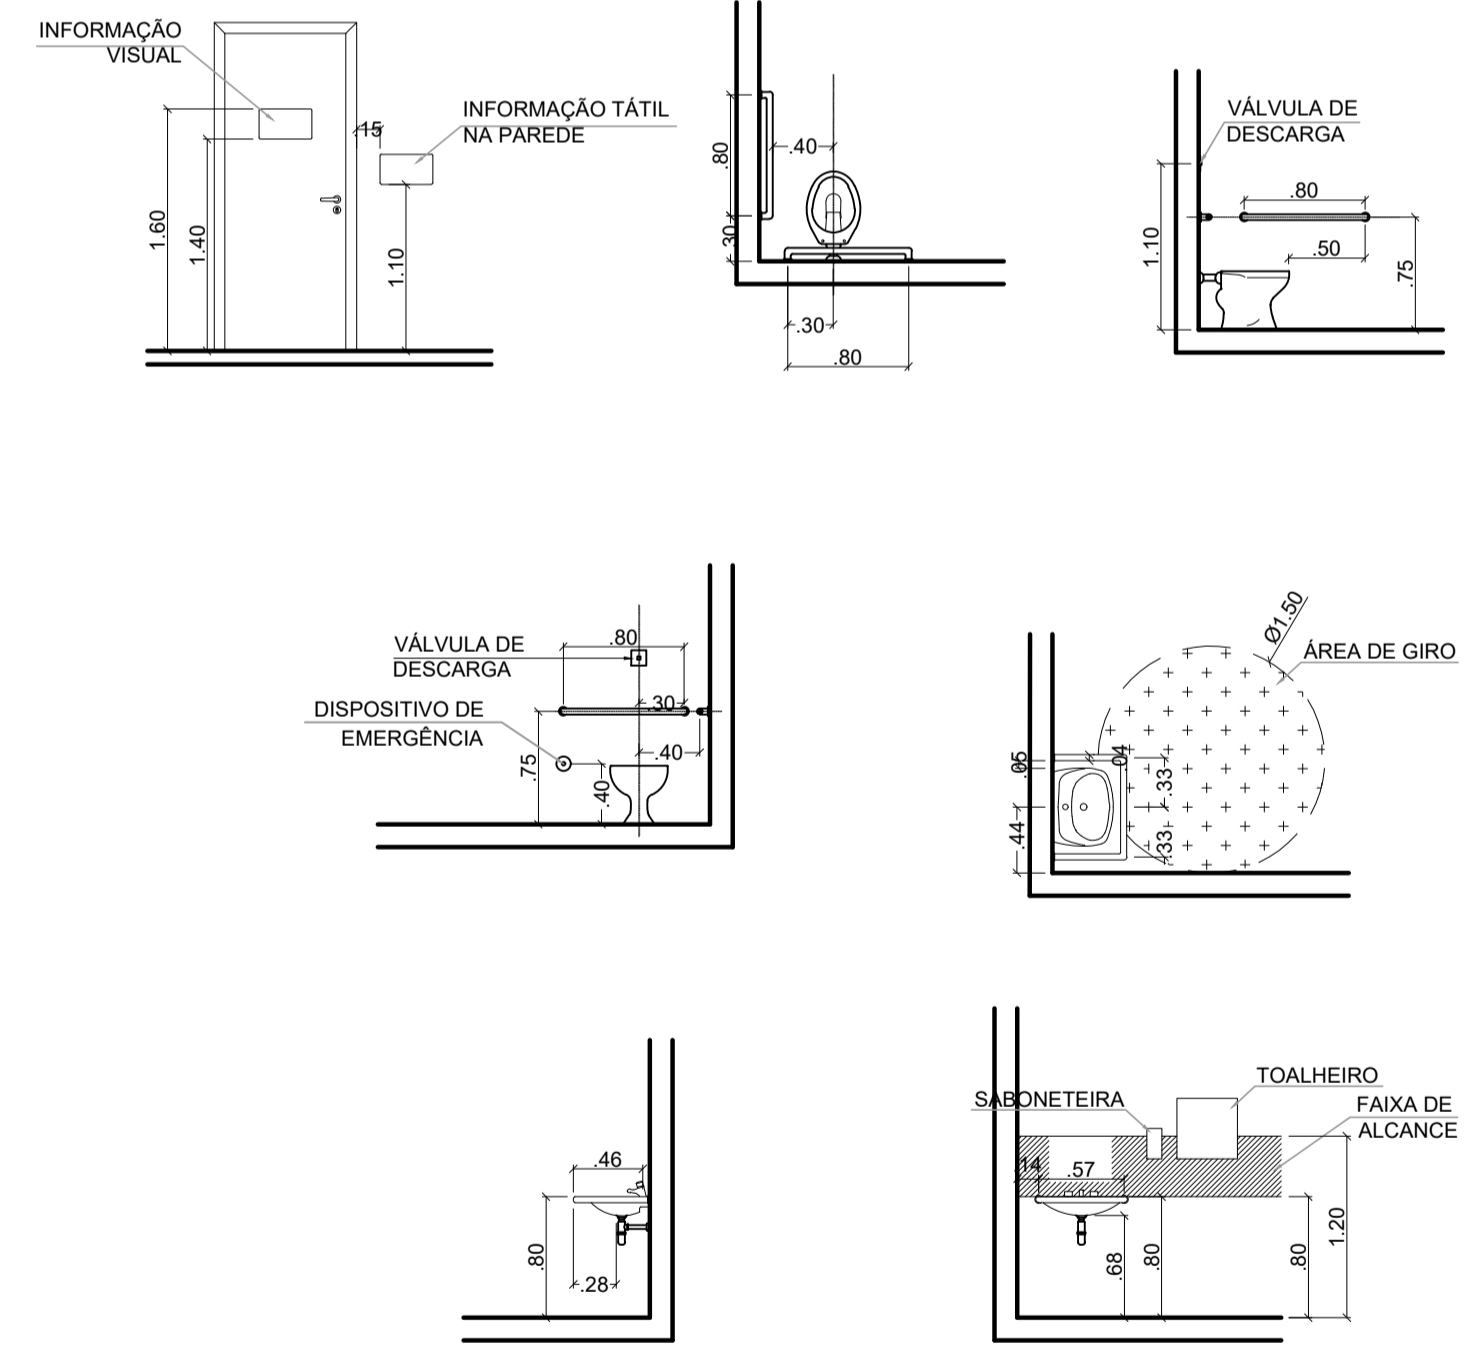 INFORMAÇÃO
VISUAL
.15
INFORMAÇÃO TÁTIL
NA PAREDE
1.60
1.40
1.10
.80
.40
.30
.30
.80
VÁLVULA DE
DESCARGA
.80
1.10
.50
.75
VÁLVULA DE
DESCARGA
.80
.30
DISPOSITIVO DE
EMERGÊNCIA
.40
.75
.40
Ø1.50
ÁREA DE GIRO
.05
.04
.33
.44
.33
.46
.80
.28
TOALHEIRO
SABONETEIRA
FAIXA DE
ALCANCE
.14
.57
.68
.80
.80
1.20